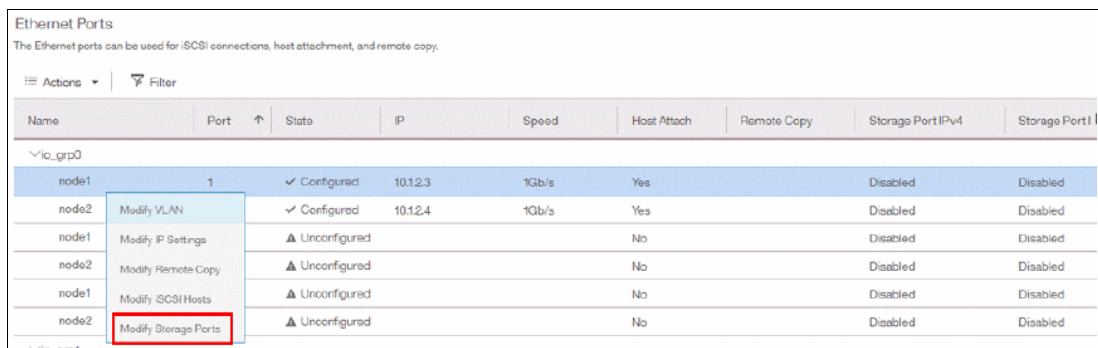 Ethernet Ports
The Ethernet ports can be used for iSCSI connections, host attachment, and remote copy.
Actions Filter
Name Port State IP Speed Host Attach Remote Copy Storage Port IPv4 Storage Port I
io_grp0
node1 1 Configured 10.1.2.3 1Gb/s Yes Disabled Disabled
node2 Modify VLAN Configured 10.1.2.4 1Gb/s Yes Disabled Disabled
node1 Modify IP Settings Unconfigured No Disabled Disabled
node2 Modify Remote Copy Unconfigured No Disabled Disabled
node1 Modify iSCSI Hosts Unconfigured No Disabled Disabled
node2 Modify Storage Ports Unconfigured No Disabled Disabled